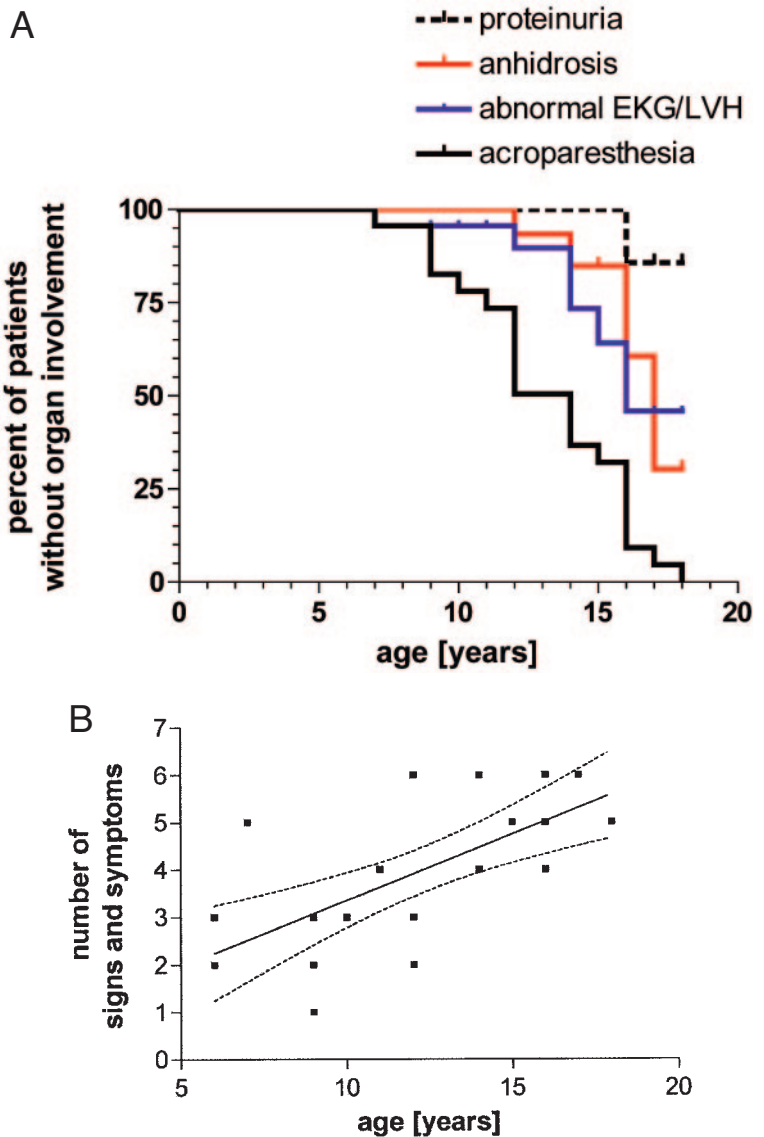 A
proteinuria
anhidrosis
abnormal EKG/LVH
acroparesthesia
percent of patients
without organ involvement
100
75
50
25
0
0 5 10 15 20
age [years]
B
number of
signs and symptoms
7
6
5
4
3
2
1
0
5 10 15 20
age [years]